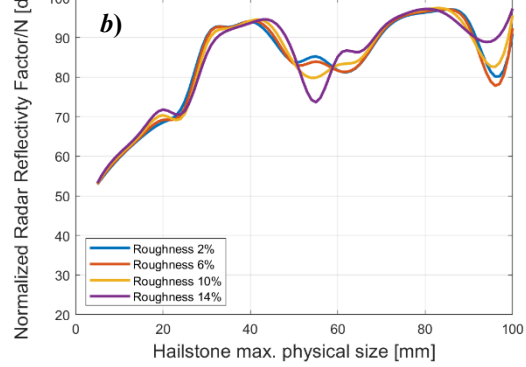 b)
Normalized Radar Reflectivty Factor/N [d
100
90
80
70
60
50
40
30
20
Roughness 2%
Roughness 6%
Roughness 10%
Roughness 14%
0 20 40 60 80 100
Hailstone max. physical size [mm]